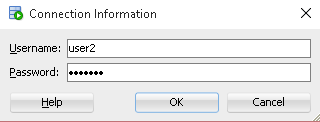 Connection Information
Username: user2
Password: •••••••
Help OK Cancel